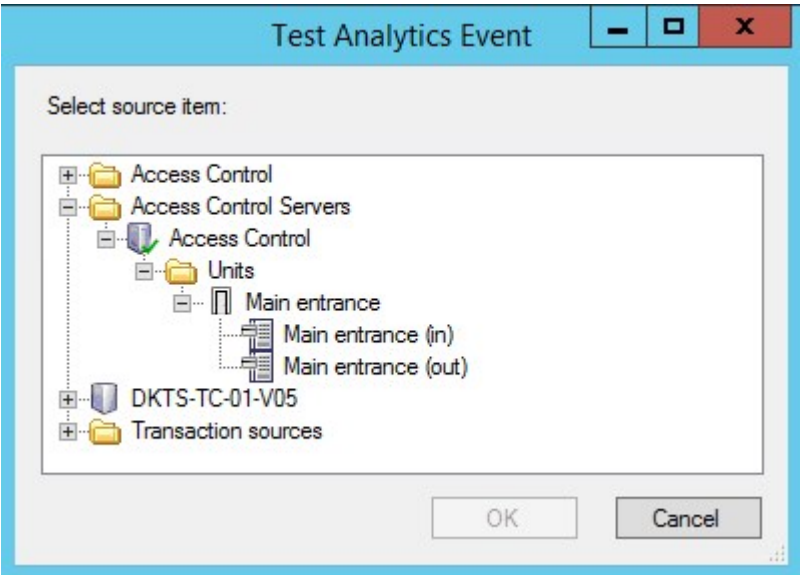 Test Analytics Event
Select source item:
Access Control
Access Control Servers
Access Control
Units
Main entrance
Main entrance (in)
Main entrance (out)
DKTS-TC-01-V05
Transaction sources
OK
Cancel